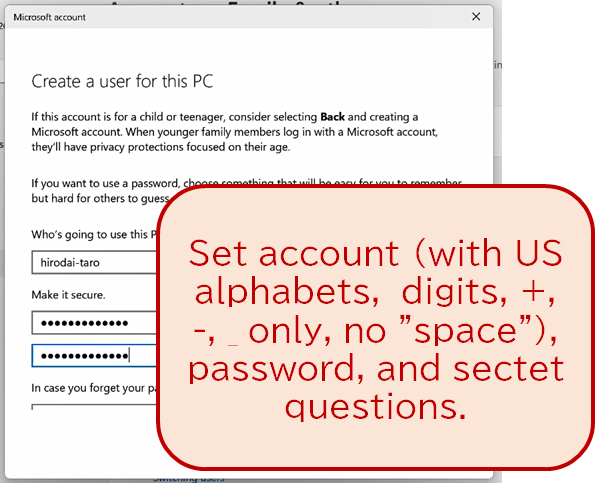 Microsoft account
Create a user for this PC
If this account is for a child or teenager, consider selecting Back and creating a
Microsoft account. When younger family members log in with a Microsoft account,
they'll have privacy protections focused on their age.
If you want to use a password, choose something that will be easy for you to remember
but hard for others to guess.
Who's going to use this P
hirodai-taro
Make it secure.
●●●●●●●●●●●●●
●●●●●●●●●●●●●
In case you forget your pa
Set account (with US
alphabets, digits, +,
-, _ only, no ”space”),
password, and sectet
questions.
Switching users